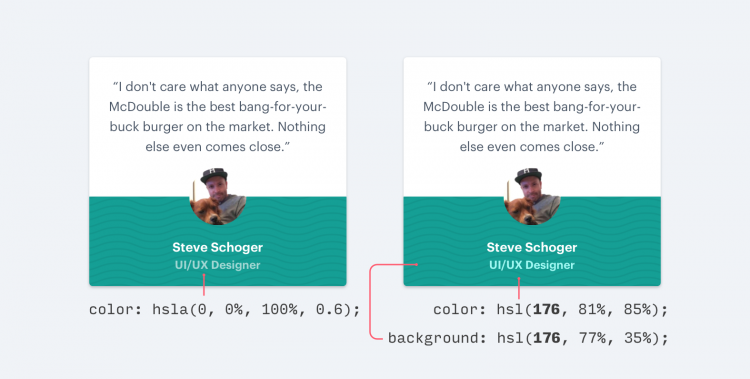 “I don't care what anyone says, the
McDouble is the best bang-for-your-
buck burger on the market. Nothing
else even comes close.”
Steve Schoger
UI/UX Designer
color: hsla(0, 0%, 100%, 0.6);
“I don't care what anyone says, the
McDouble is the best bang-for-your-
buck burger on the market. Nothing
else even comes close.”
Steve Schoger
UI/UX Designer
color: hsl(176, 81%, 85%);
background: hsl(176, 77%, 35%);